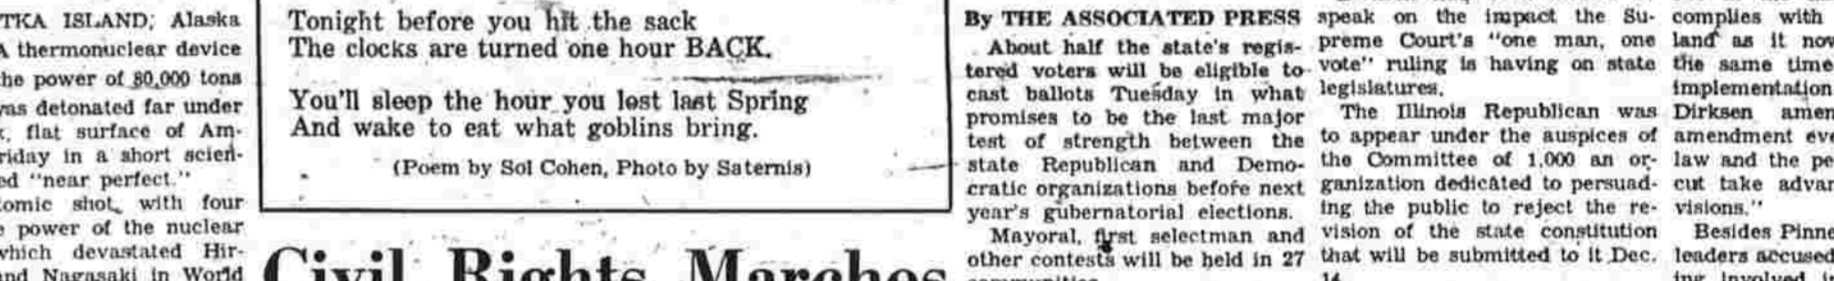 TKA ISLAND, Alaska
A thermonuclear device
he power of 80,000 tons
was detonated far under
, flat surface of Am-
riday in a short scien-
ed "near perfect."
tomic shot, with four
power of the nuclear
which devastated Hir-
and Nagasaki in World
Tonight before you hit the sack
The clocks are turned one hour BACK.
You'll sleep the hour you lost last Spring
And wake to eat what goblins bring.
(Poem by Sol Cohen, Photo by Saternis)
Civil Rights Marches
By THE ASSOCIATED PRESS
About half the state's regis-
tered voters will be eligible to
cast ballots Tuesday in what
promises to be the last major
test of strength between the
state Republican and Demo-
cratic organizations before next
year's gubernatorial elections.
Mayoral, first selectman and
other contests will be held in 27
communities.
speak on the impact the Su-
preme Court's "one man, one
vote" ruling is having on state
legislatures.
The Illinois Republican was
to appear under the auspices of
the Committee of 1,000 an or-
ganization dedicated to persuad-
ing the public to reject the re-
vision of the state constitution
that will be submitted to it Dec.
14.
complies with
land as it now
the same time
implementation
Dirksen amen
amendment eve
law and the pe
cut take advan
visions."
Besides Pinne
leaders accused
ing involved i